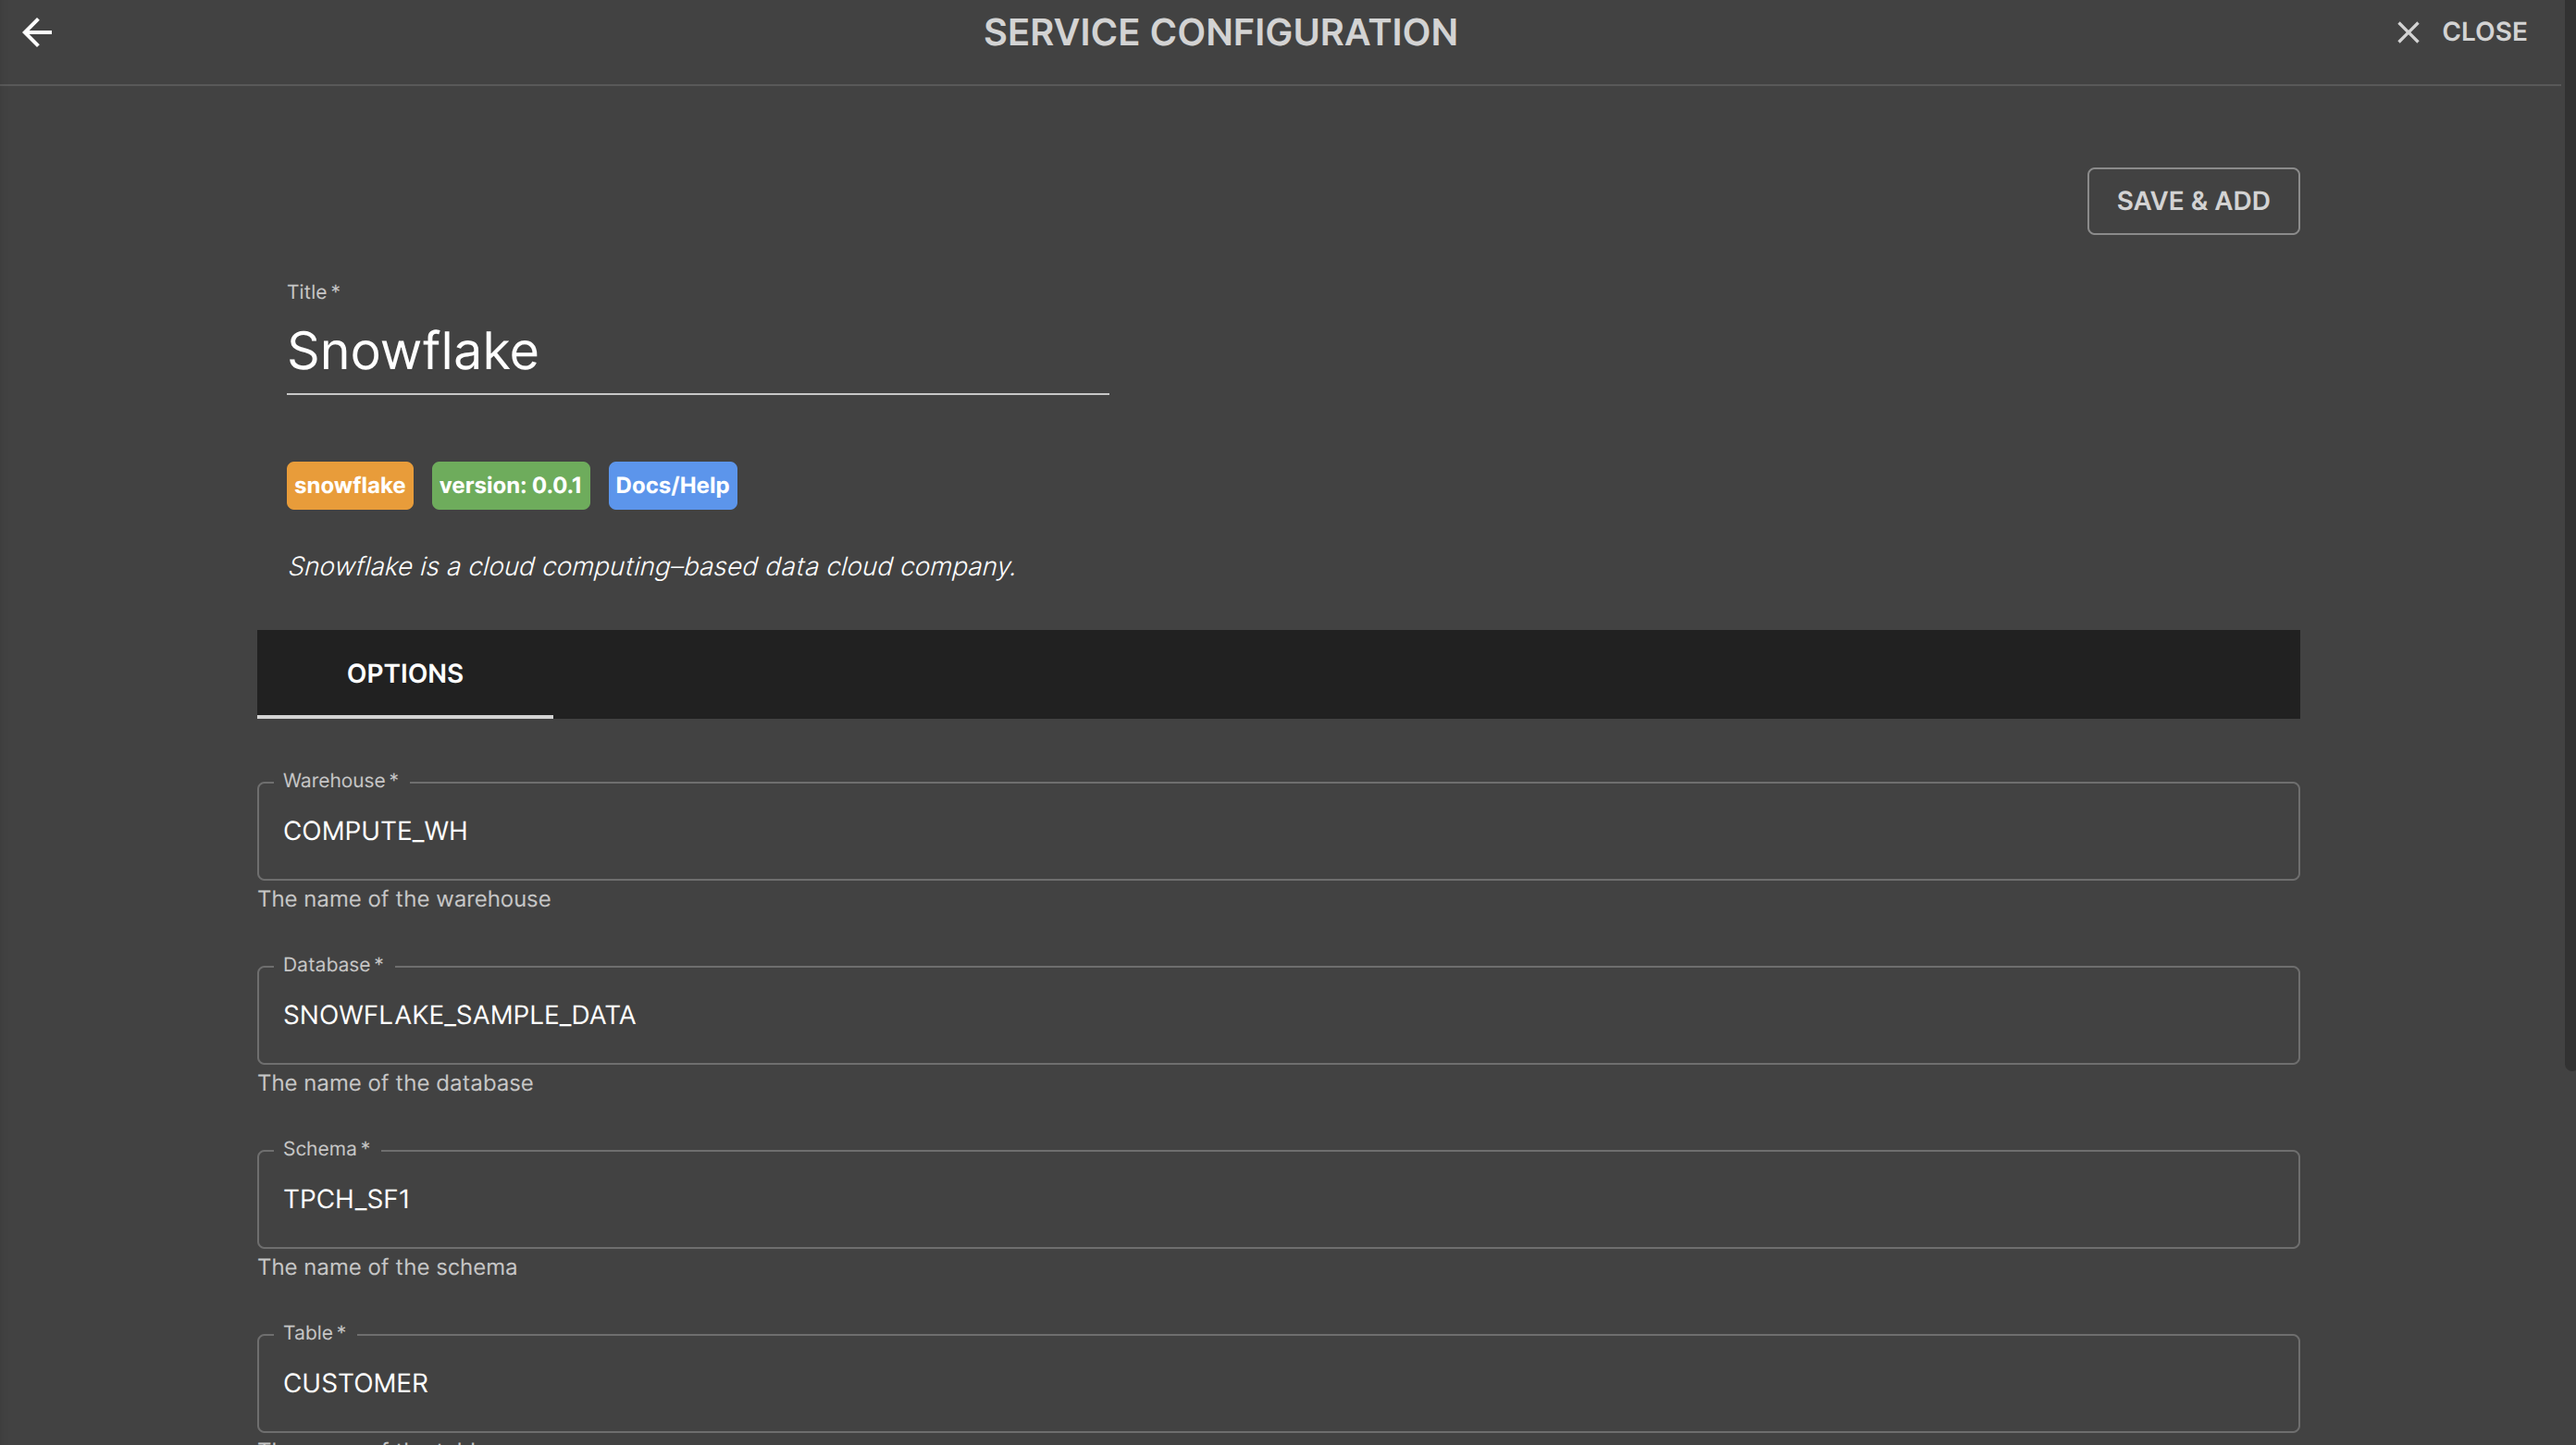 SERVICE CONFIGURATION
CLOSE
SAVE & ADD
Title *
Snowflake
snowflake version: 0.0.1 Docs/Help
Snowflake is a cloud computing–based data cloud company.
OPTIONS
Warehouse *
COMPUTE_WH
The name of the warehouse
Database *
SNOWFLAKE_SAMPLE_DATA
The name of the database
Schema *
TPCH_SF1
The name of the schema
Table *
CUSTOMER